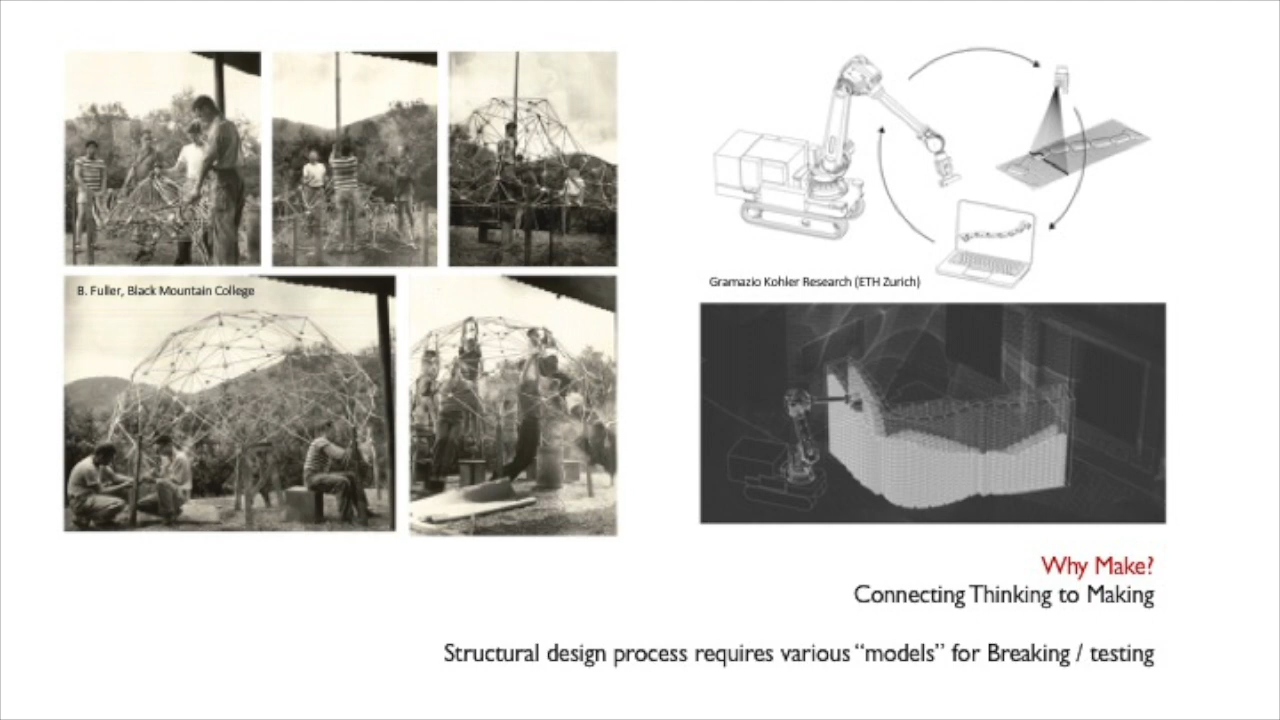 B. Fuller, Black Mountain College
Gramazio Kohler Research (ETH Zurich)
Why Make?
Connecting Thinking to Making
Structural design process requires various “models” for Breaking / testing